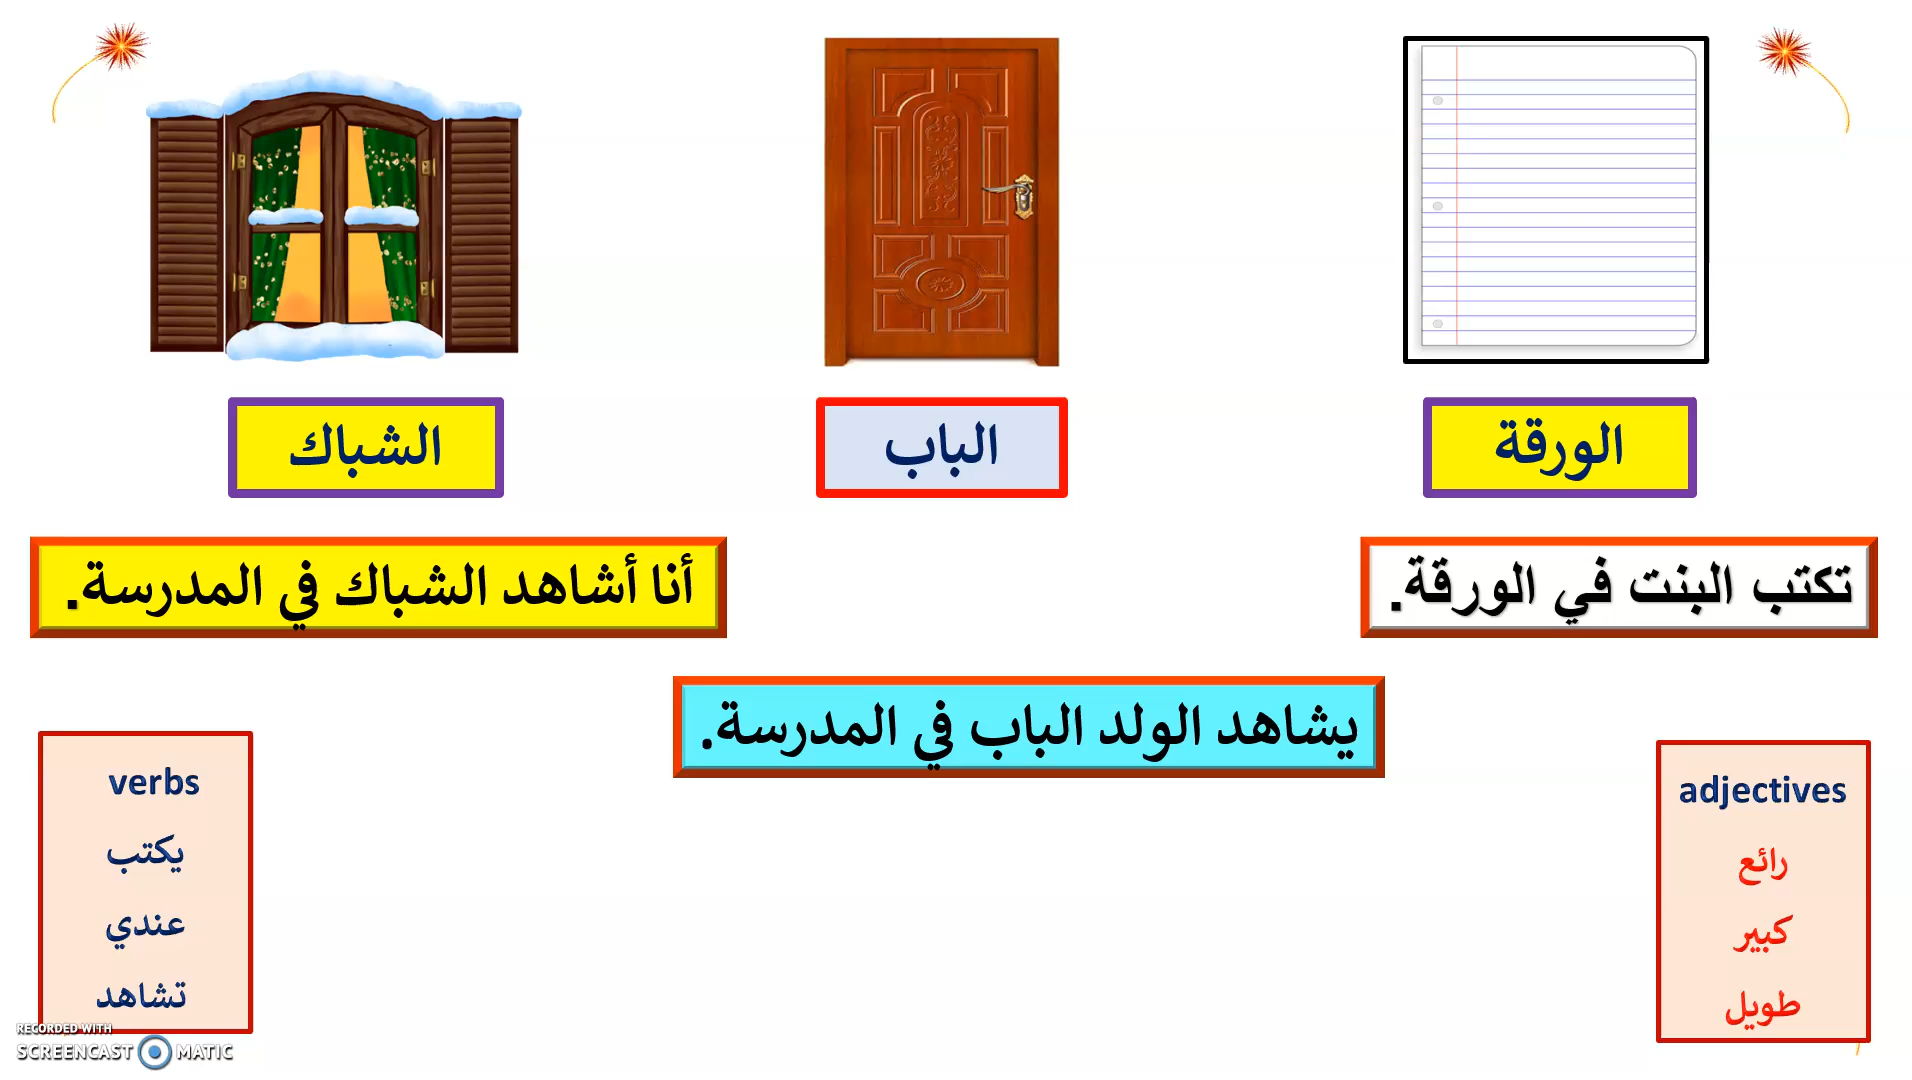 الورقة
الباب
الشباك
تكتب البنت في الورقة.
أنا أشاهد الشباك في المدرسة.
يشاهد الولد الباب في المدرسة.
adjectives
رائع
كبير
طويل
verbs
يكتب
عندي
تشاهد
RECORDED WITH
SCREENCAST MATIC